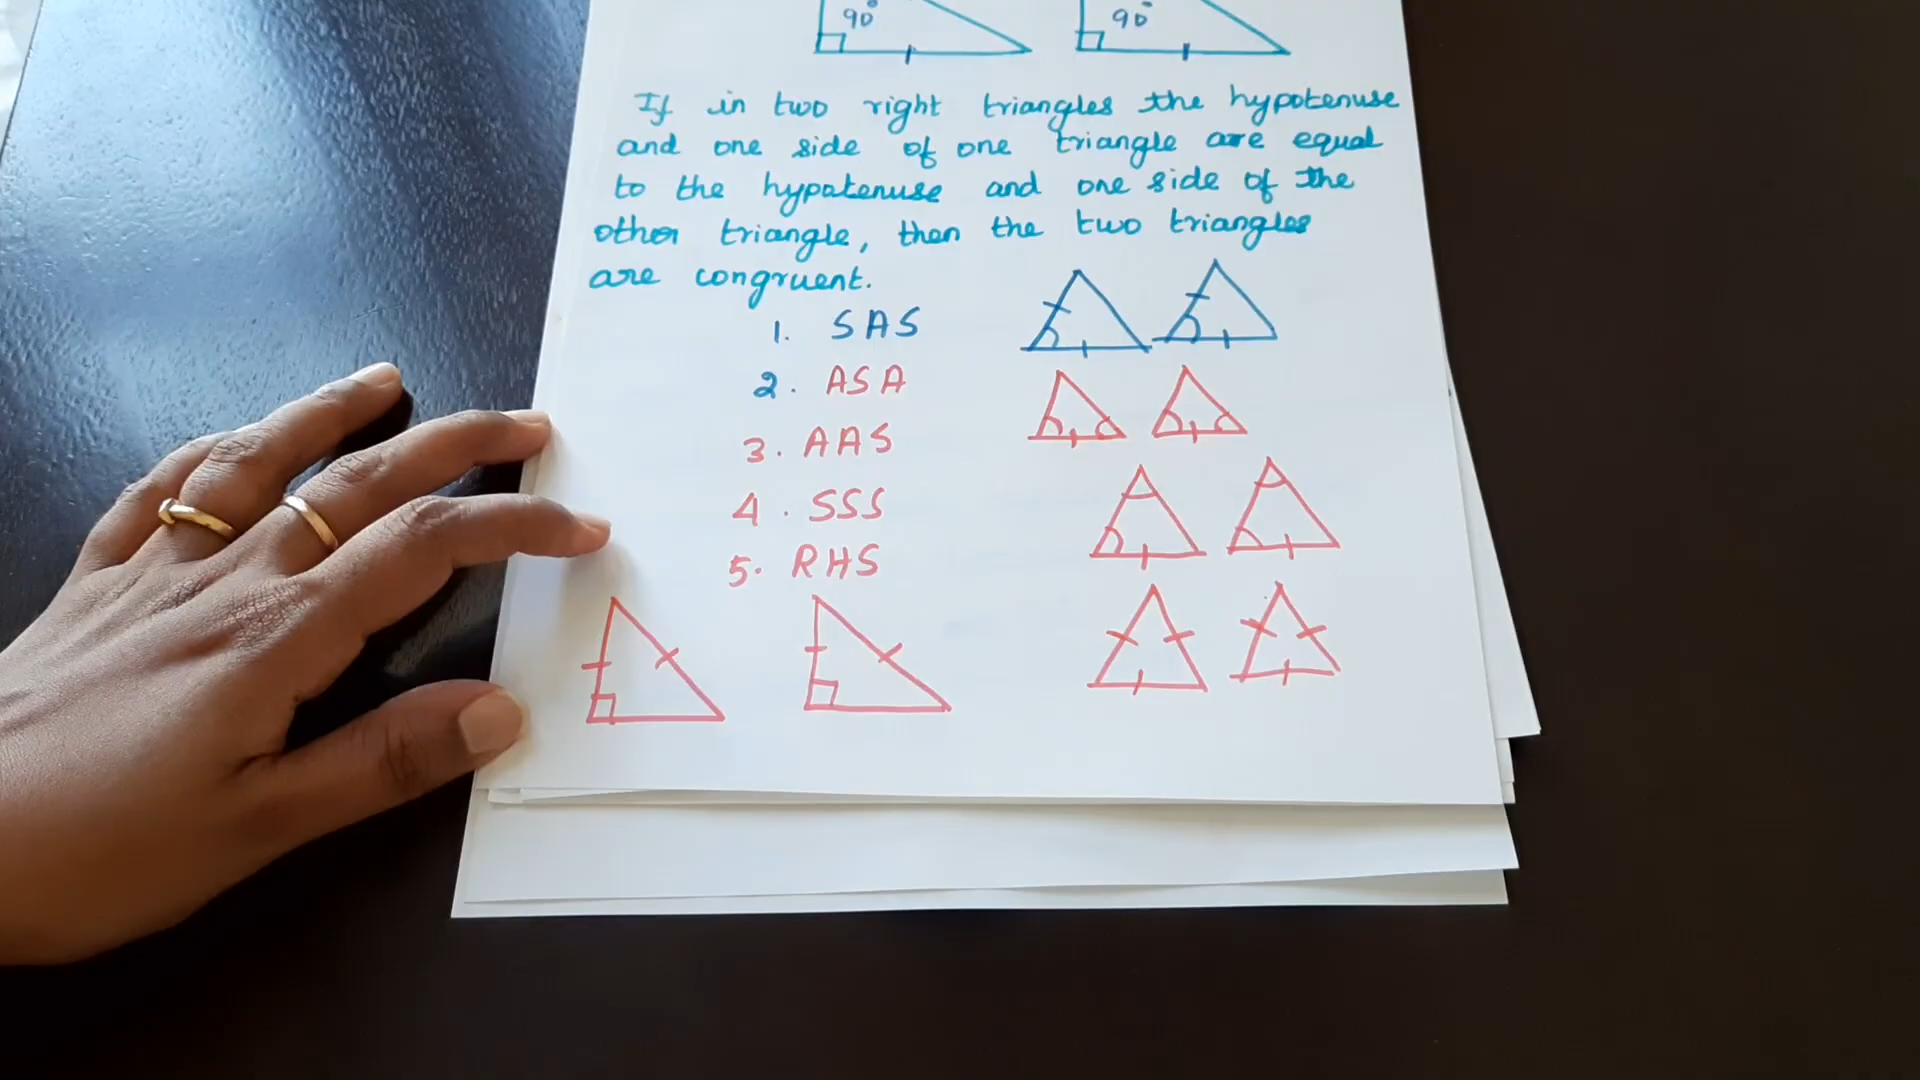 90° 90°
If in two right triangles the hypotenuse
and one side of one triangle are equal
to the hypotenuse and one side of the
other triangle, then the two triangles
are congruent.
1. SAS
2. ASA
3. AAS
4. SSS
5. RHS